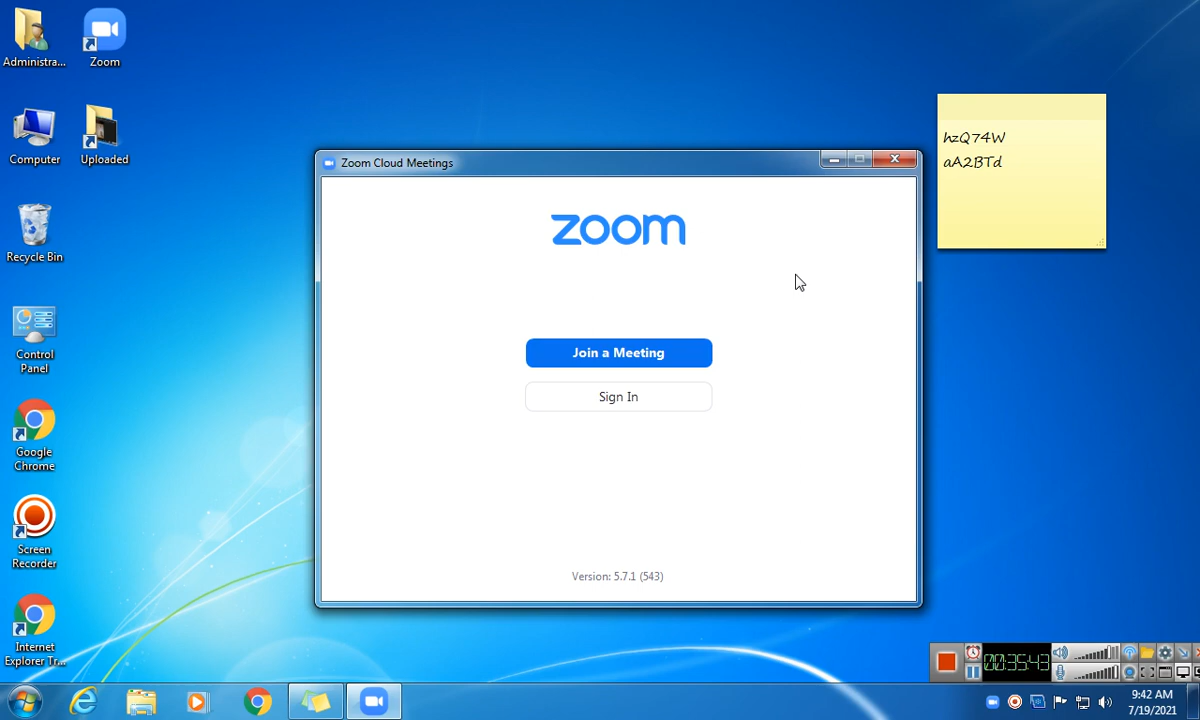 Administra...
Zoom
Computer
Uploaded
Recycle Bin
Control
Panel
Google
Chrome
Screen
Recorder
Internet
Explorer Tr...
Zoom Cloud Meetings
zoom
Join a Meeting
Sign In
Version: 5.7.1 (543)
hzQ74W
aA2BTd
00:35:43
9:42 AM
7/19/2021